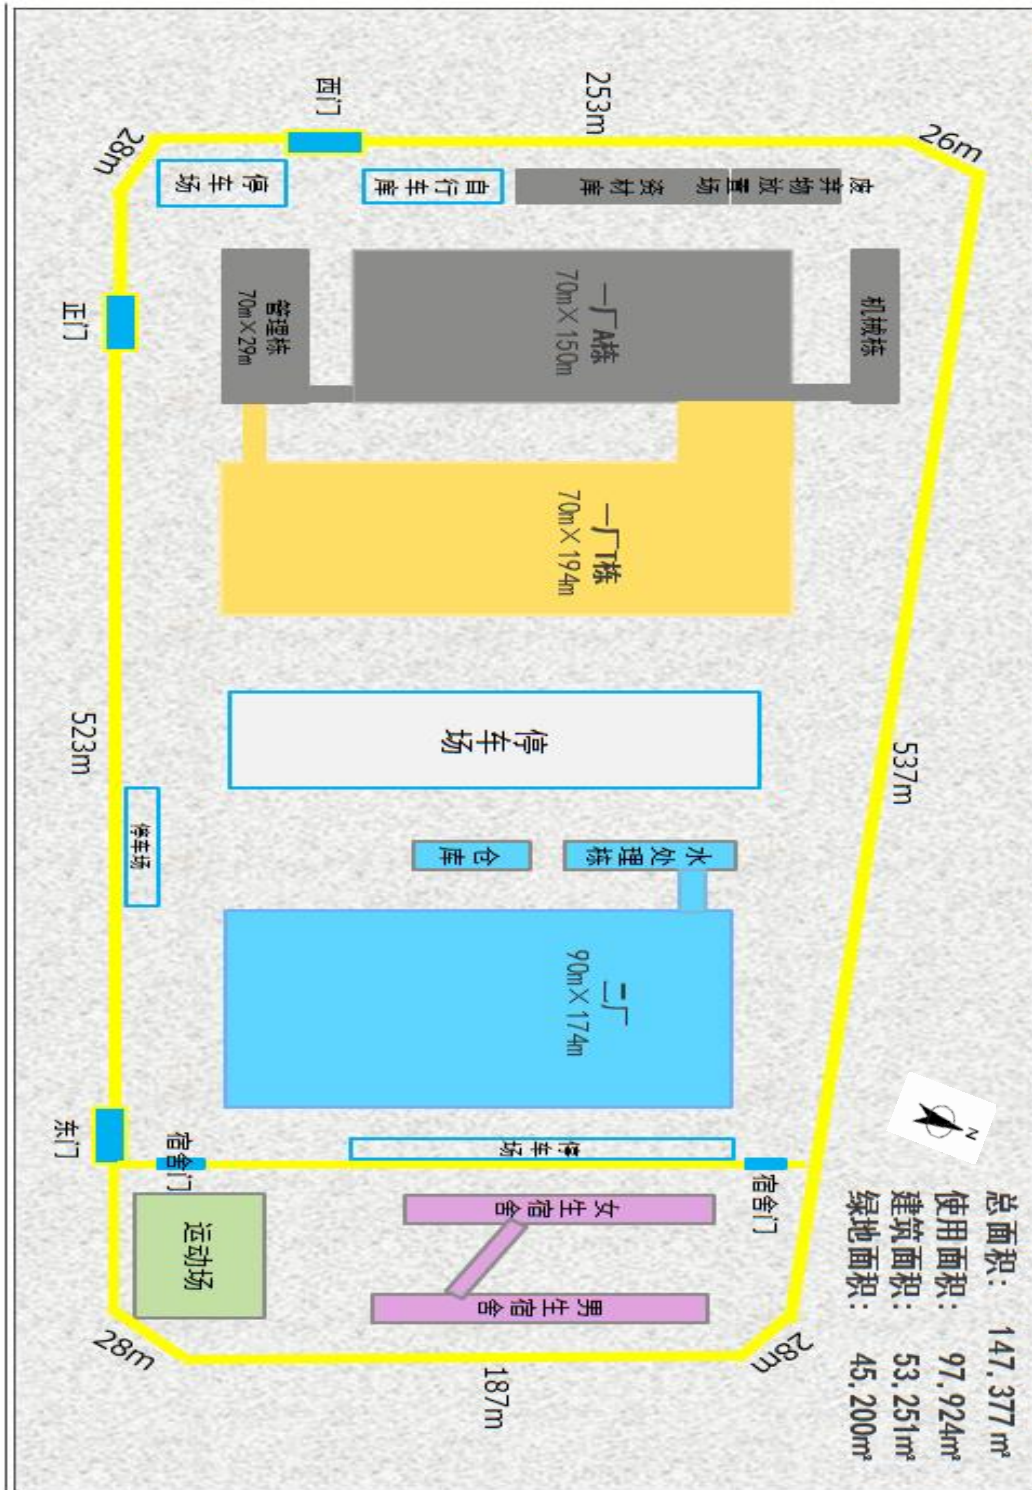 537m
26m
28m
总面积： 147,377㎡
使用面积： 97,924㎡
建筑面积： 53,251㎡
绿地面积： 45,200㎡
N
253m
西门
28m
废弃物放置场
资材库
自行车库
停车场
机械栋
一厂A栋
70m×150m
管理栋
70m×29m
一厂T栋
70m×194m
停车场
水处理栋
仓库
二厂
90m×174m
停车场
宿舍门
宿舍门
女生宿舍
男生宿舍
运动场
187m
正门
523m
停车场
东门
28m